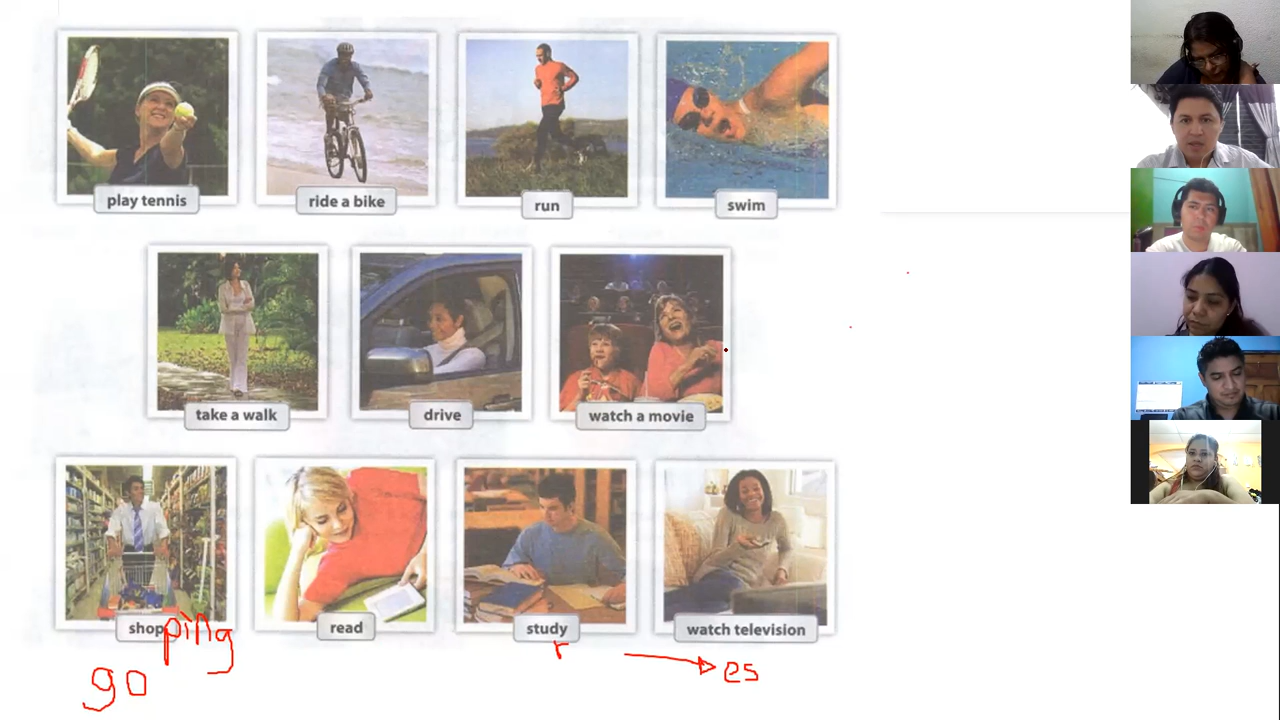 play tennis
ride a bike
run
swim
take a walk
drive
watch a movie
shopping
read
study
watch television
go
r
es